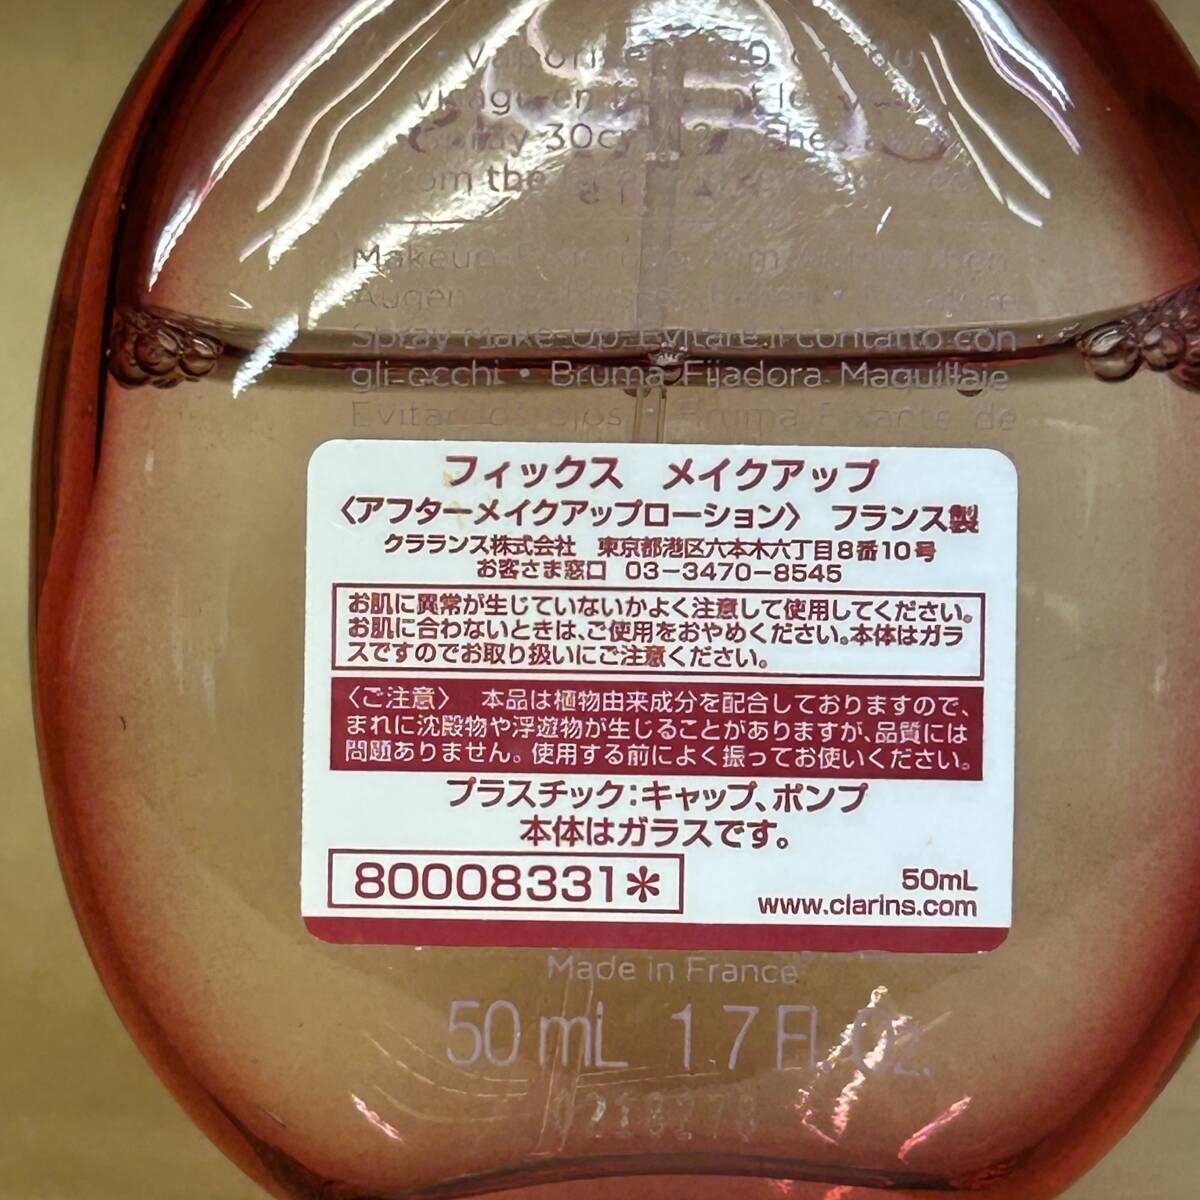 Spray 30cm
from the
Makeup
Augen
Spray Make-Up Evitare il contatto con
gli occhi • Bruma Fijadora Maquillaje
Evitar los ojos • Bruma Fixante de
フィックス　メイクアップ
〈アフターメイクアップローション〉　フランス製
クラランス株式会社　東京都港区六本木六丁目8番10号
お客さま窓口　03-3470-8545
お肌に異常が生じていないかよく注意して使用してください。
お肌に合わないときは、ご使用をおやめください。本体はガラ
スですのでお取り扱いにご注意ください。
〈ご注意〉　本品は植物由来成分を配合しておりますので、
まれに沈殿物や浮遊物が生じることがありますが、品質には
問題ありません。使用する前によく振ってお使いください。
プラスチック:キャップ、ポンプ
本体はガラスです。
80008331*
50mL
www.clarins.com
Made in France
50 mL 1 7 Fl. Oz.